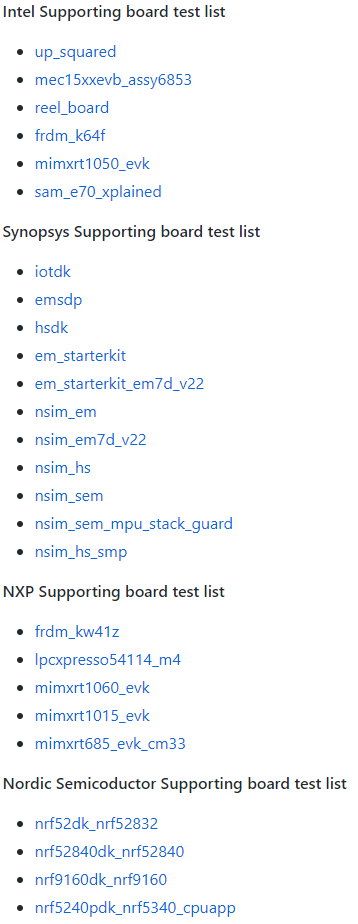 Intel Supporting board test list
up_squared
mec15xxevb_assy6853
reel_board
frdm_k64f
mimxrt1050_evk
sam_e70_xplained
Synopsys Supporting board test list
iotdk
emsdp
hsdk
em_starterkit
em_starterkit_em7d_v22
nsim_em
nsim_em7d_v22
nsim_hs
nsim_sem
nsim_sem_mpu_stack_guard
nsim_hs_smp
NXP Supporting board test list
frdm_kw41z
lpcxpresso54114_m4
mimxrt1060_evk
mimxrt1015_evk
mimxrt685_evk_cm33
Nordic Semicoductor Supporting board test list
nrf52dk_nrf52832
nrf52840dk_nrf52840
nrf9160dk_nrf9160
nrf5240pdk_nrf5340_cpuapp